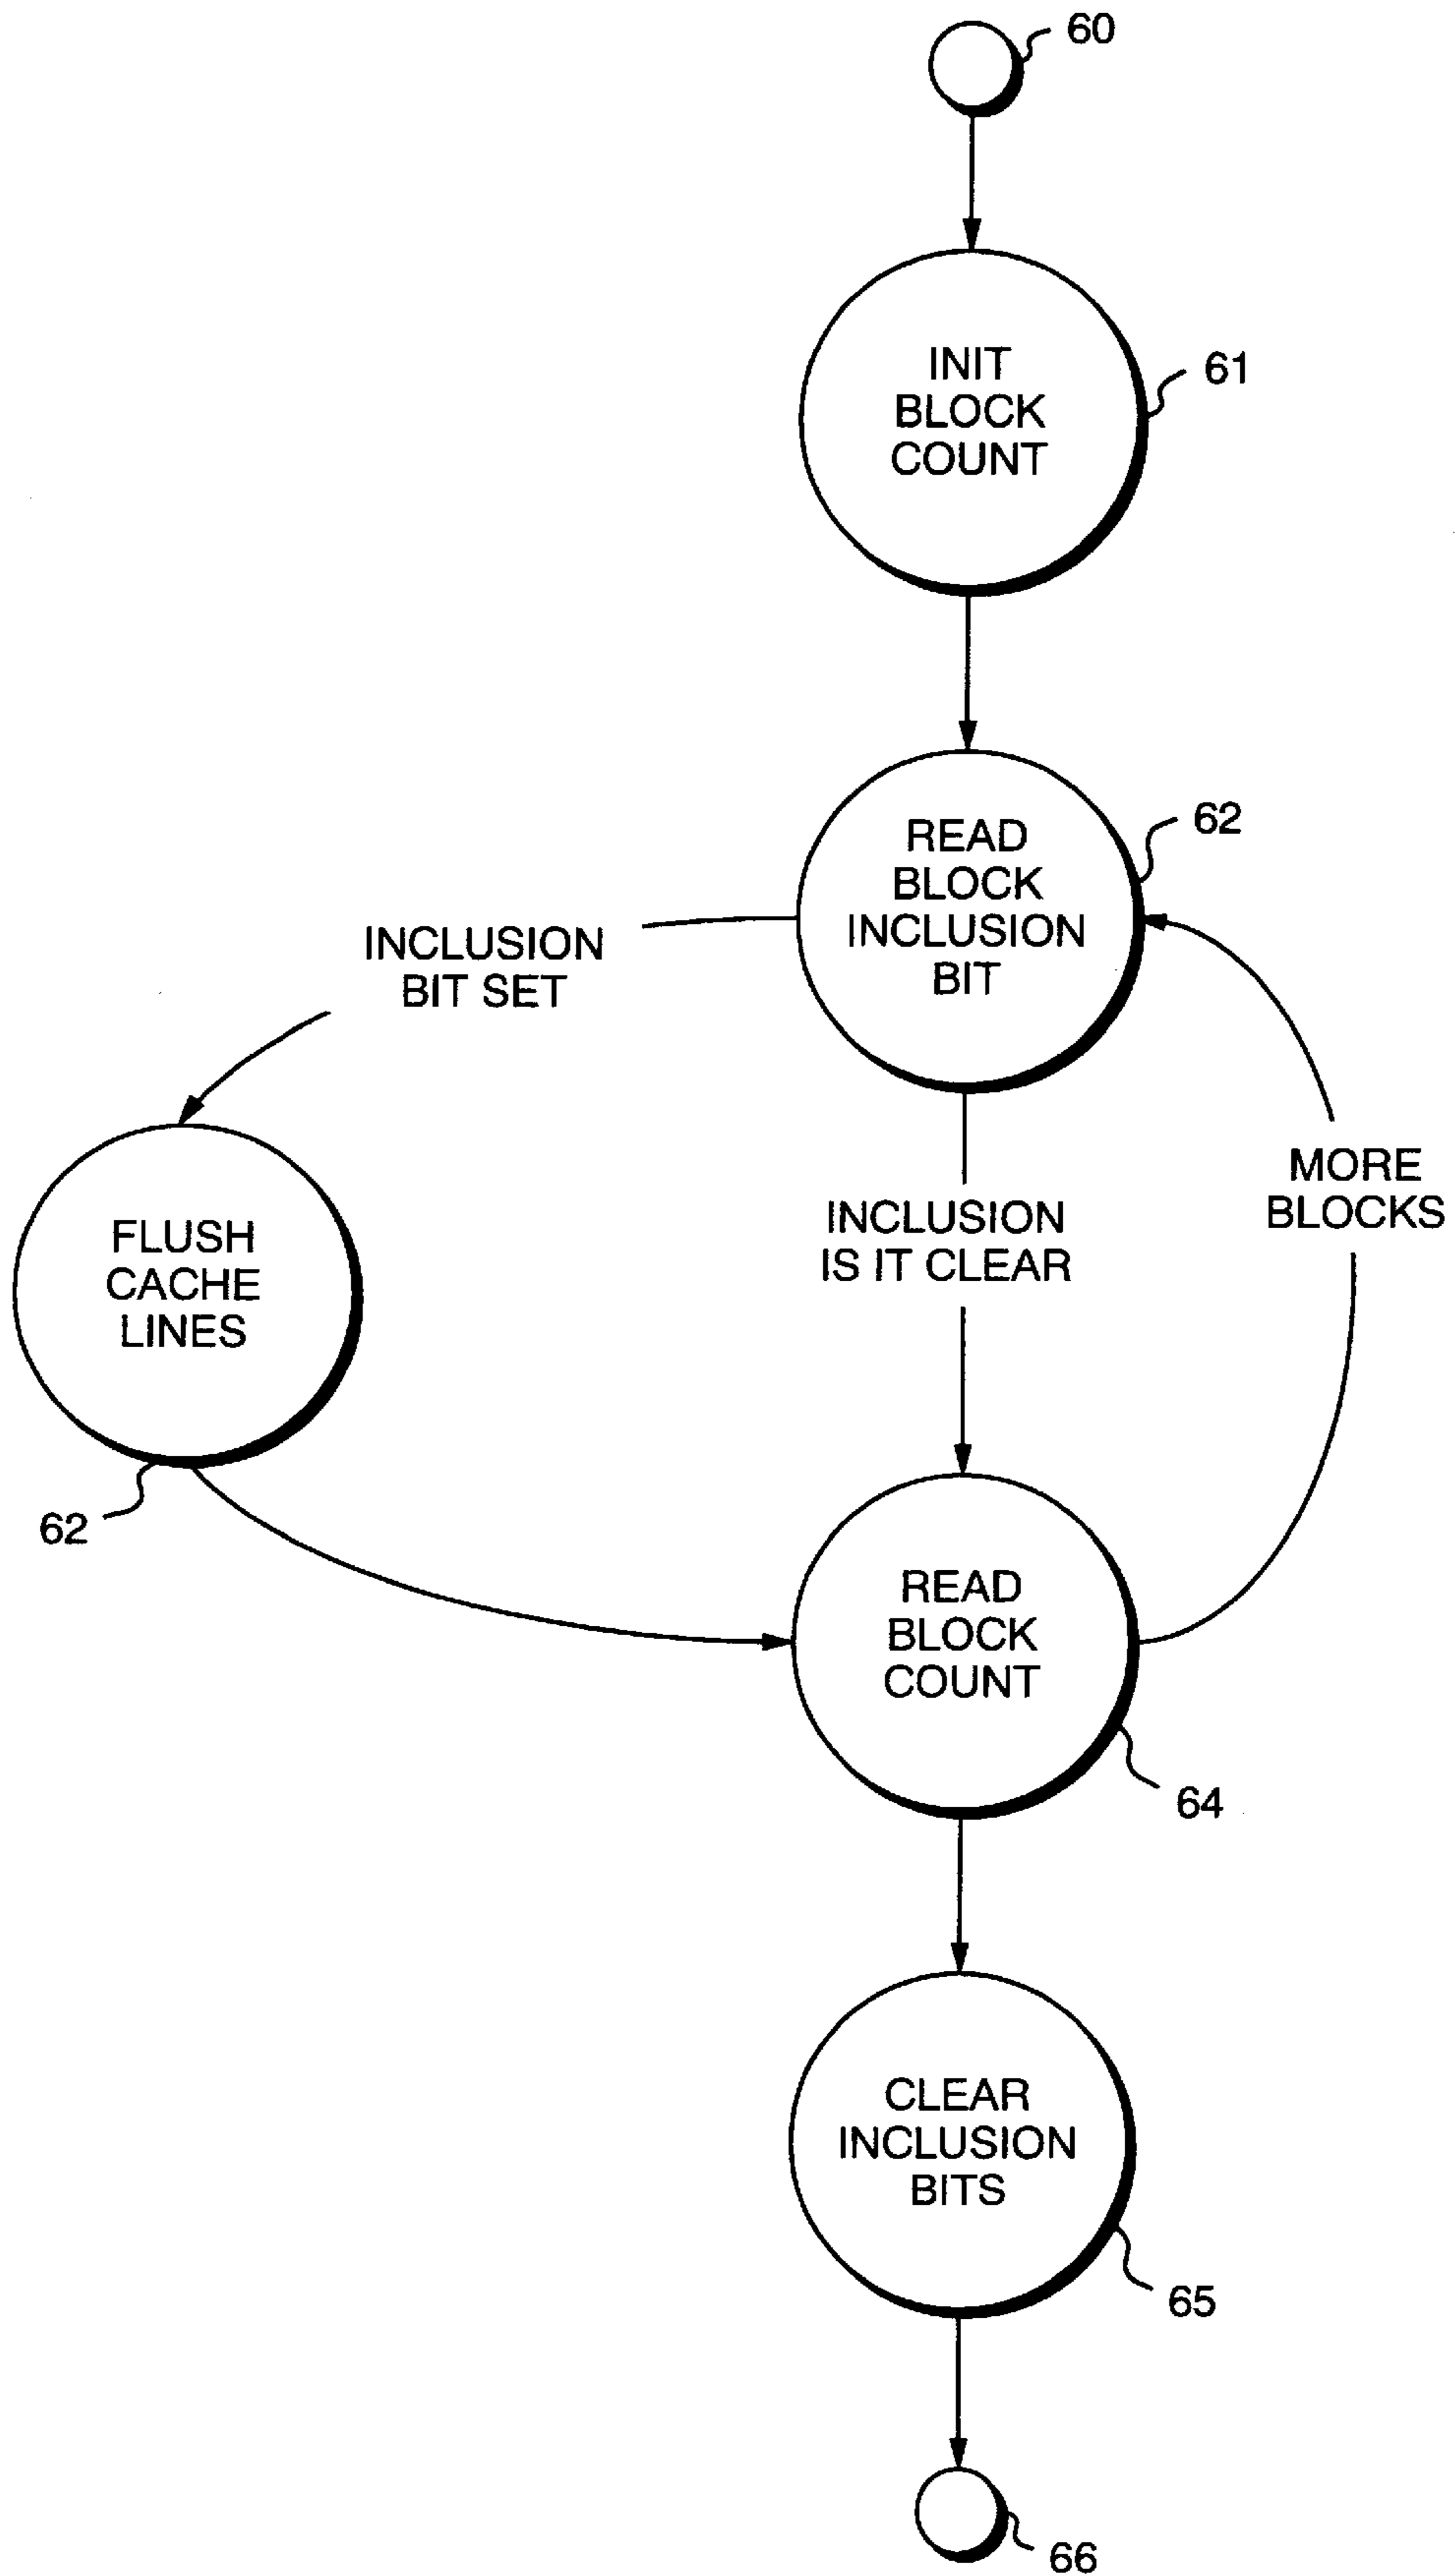 60
INIT
BLOCK
COUNT
61
READ
BLOCK
INCLUSION
BIT
62
INCLUSION
BIT SET
MORE
BLOCKS
INCLUSION
IS IT CLEAR
FLUSH
CACHE
LINES
62
READ
BLOCK
COUNT
64
CLEAR
INCLUSION
BITS
65
66